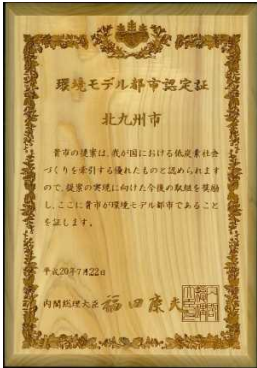 環境モデル都市認定証
北九州市
貴市の提案は、我が国における低炭素社会
づくりを牽引する優れたものと認められます
ので、提案の実現に向けた今後の取組を奨励
し、ここに貴市が環境モデル都市であること
を証します。
平成20年7月22日
内閣総理大臣 福田康夫